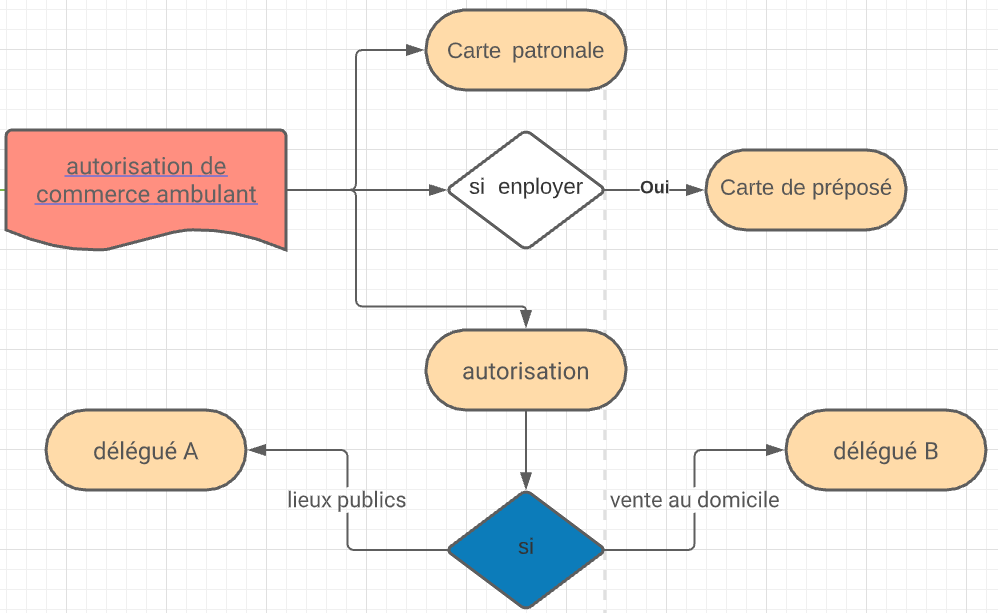 Carte patronale
autorisation de
commerce ambulant
si enployer
Oui
Carte de préposé
autorisation
délégué A
délégué B
lieux publics
vente au domicile
si